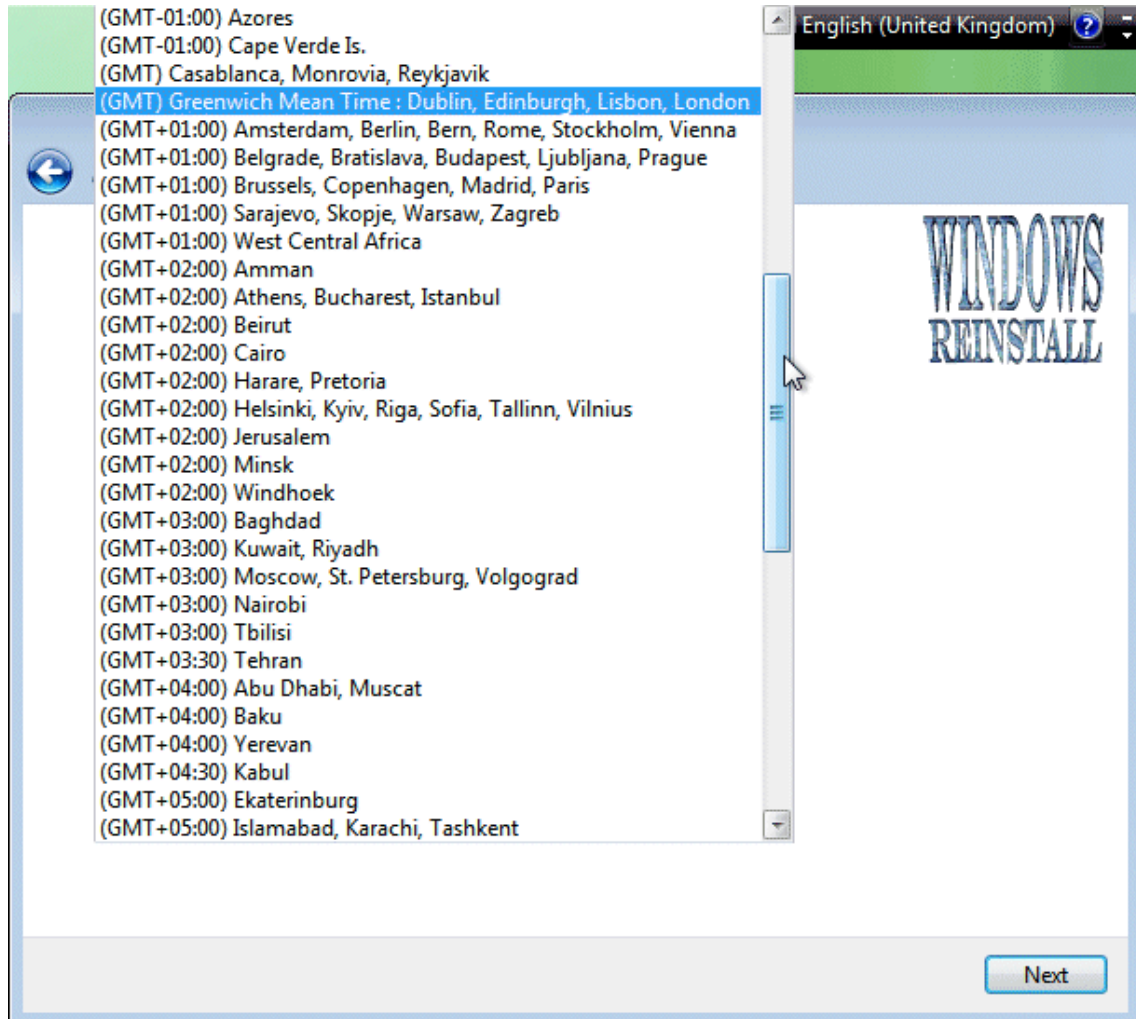 (GMT-01:00) Azores
English (United Kingdom)
(GMT-01:00) Cape Verde Is.
(GMT) Casablanca, Monrovia, Reykjavik
(GMT) Greenwich Mean Time : Dublin, Edinburgh, Lisbon, London
(GMT+01:00) Amsterdam, Berlin, Bern, Rome, Stockholm, Vienna
(GMT+01:00) Belgrade, Bratislava, Budapest, Ljubljana, Prague
(GMT+01:00) Brussels, Copenhagen, Madrid, Paris
(GMT+01:00) Sarajevo, Skopje, Warsaw, Zagreb
(GMT+01:00) West Central Africa
(GMT+02:00) Amman
(GMT+02:00) Athens, Bucharest, Istanbul
(GMT+02:00) Beirut
(GMT+02:00) Cairo
(GMT+02:00) Harare, Pretoria
(GMT+02:00) Helsinki, Kyiv, Riga, Sofia, Tallinn, Vilnius
(GMT+02:00) Jerusalem
(GMT+02:00) Minsk
(GMT+02:00) Windhoek
(GMT+03:00) Baghdad
(GMT+03:00) Kuwait, Riyadh
(GMT+03:00) Moscow, St. Petersburg, Volgograd
(GMT+03:00) Nairobi
(GMT+03:00) Tbilisi
(GMT+03:30) Tehran
(GMT+04:00) Abu Dhabi, Muscat
(GMT+04:00) Baku
(GMT+04:00) Yerevan
(GMT+04:30) Kabul
(GMT+05:00) Ekaterinburg
(GMT+05:00) Islamabad, Karachi, Tashkent
WINDOWS
REINSTALL
Next